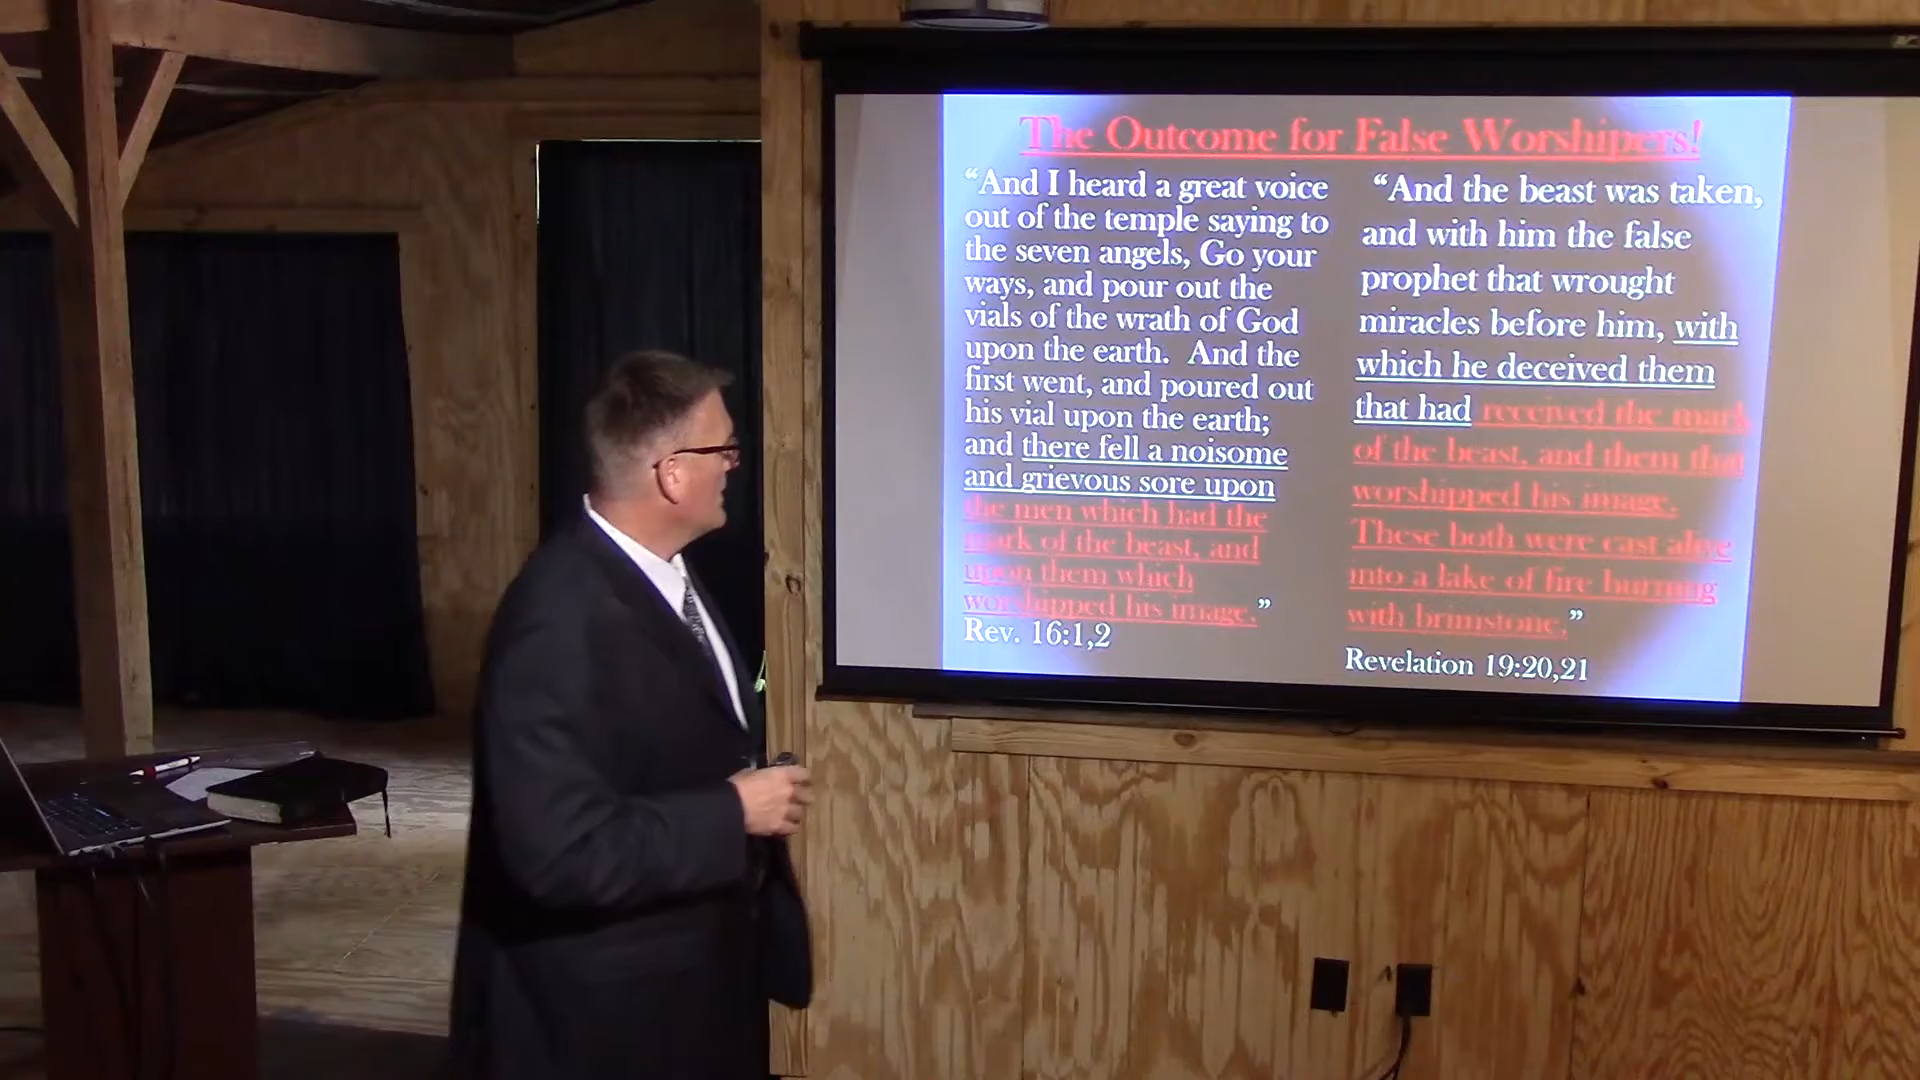 The Outcome for False Worshipers!
“And I heard a great voice
out of the temple saying to
the seven angels, Go your
ways, and pour out the
vials of the wrath of God
upon the earth. And the
first went, and poured out
his vial upon the earth;
and there fell a noisome
and grievous sore upon
the men which had the
mark of the beast, and
upon them which
worshipped his image.”
Rev. 16:1,2
“And the beast was taken,
and with him the false
prophet that wrought
miracles before him, with
which he deceived them
that had received the mark
of the beast, and them that
worshipped his image.
These both were cast alive
into a lake of fire burning
with brimstone.”
Revelation 19:20,21